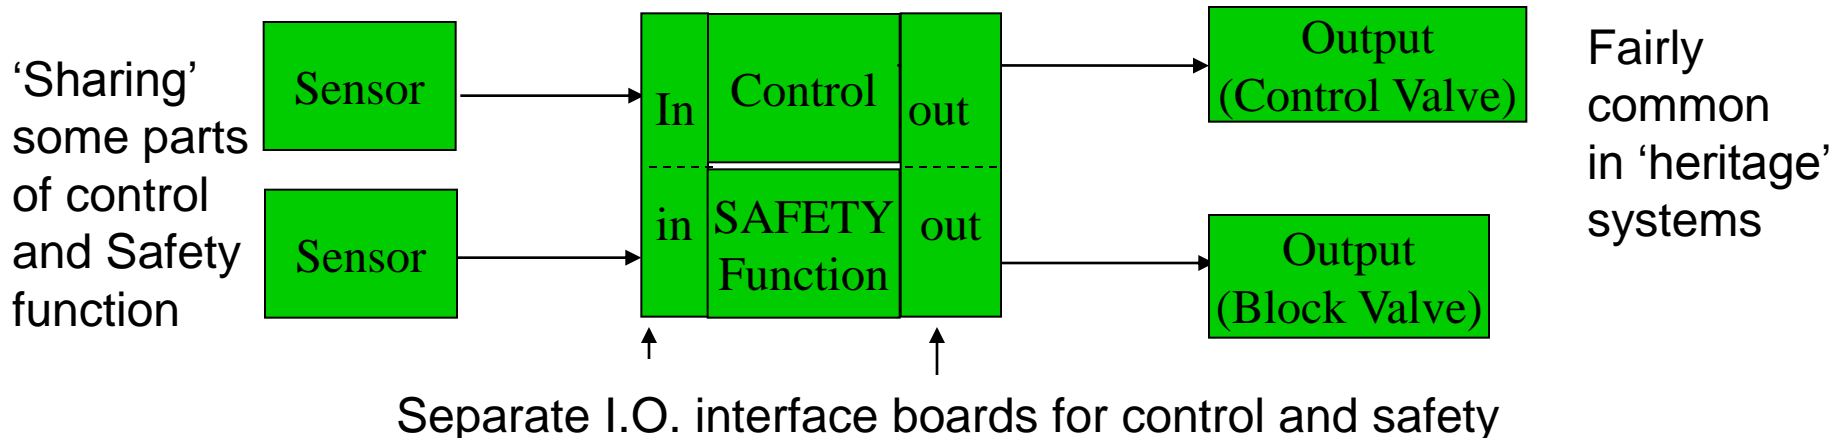 ‘Sharing’
some parts
of control
and Safety
function
Sensor
Sensor
In
in
Control
SAFETY
Function
out
out
Output
(Control Valve)
Output
(Block Valve)
Fairly
common
in ‘heritage’
systems
Separate I.O. interface boards for control and safety